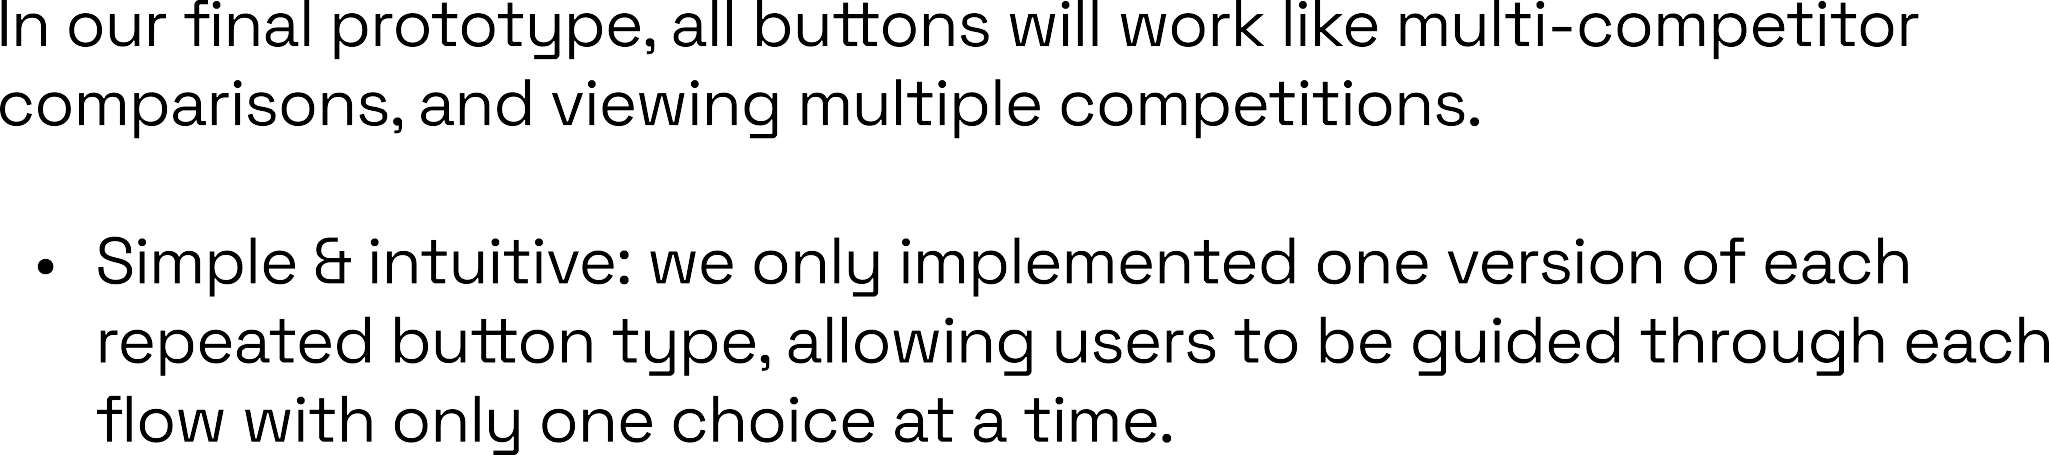 In our final prototype, all buttons will work like multi-competitor
comparisons, and viewing multiple competitions.
• Simple & intuitive: we only implemented one version of each
repeated button type, allowing users to be guided through each
flow with only one choice at a time.